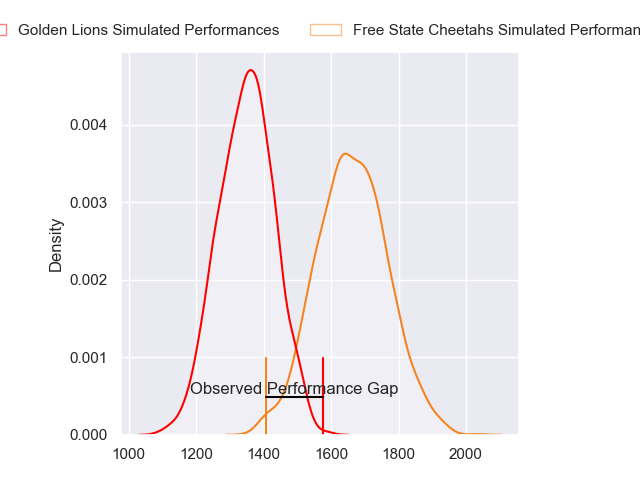 Golden Lions Simulated Performances
Free State Cheetahs Simulated Performan
Density
0.004
0.003
0.002
0.001
0.000
Observed Performance Gap
1000 1200 1400 1600 1800 2000